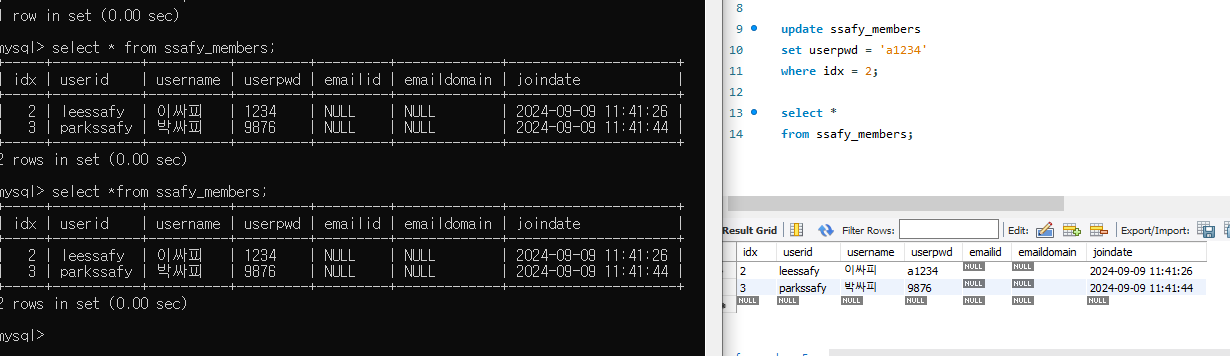 1 row in set (0.00 sec)
mysql> select * from ssafy_members;
| idx | userid | username | userpwd | emailid | emaildomain | joindate |
| 2 | leessafy | 이싸피 | 1234 | NULL | NULL | 2024-09-09 11:41:26 |
| 3 | parkssafy | 박싸피 | 9876 | NULL | NULL | 2024-09-09 11:41:44 |
2 rows in set (0.00 sec)
mysql> select *from ssafy_members;
| idx | userid | username | userpwd | emailid | emaildomain | joindate |
| 2 | leessafy | 이싸피 | 1234 | NULL | NULL | 2024-09-09 11:41:26 |
| 3 | parkssafy | 박싸피 | 9876 | NULL | NULL | 2024-09-09 11:41:44 |
2 rows in set (0.00 sec)
mysql>
8
9 update ssafy_members
10 set userpwd = 'a1234'
11 where idx = 2;
12
13 select *
14 from ssafy_members;
Result Grid Filter Rows: Edit: Export/Import:
idx userid username userpwd emailid emaildomain joindate
2 leessafy 이싸피 a1234 NULL NULL 2024-09-09 11:41:26
3 parkssafy 박싸피 9876 NULL NULL 2024-09-09 11:41:44
NULL NULL NULL NULL NULL NULL NULL